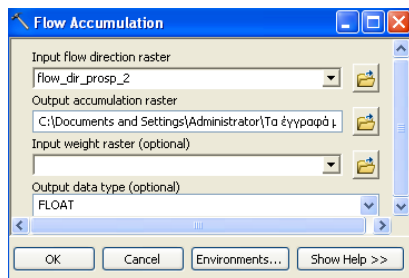 Flow Accumulation
Input flow direction raster
flow_dir_prosp_2
Output accumulation raster
C:\Documents and Settings\Administrator\Τα έγγραφά μ
Input weight raster (optional)
Output data type (optional)
FLOAT
OK Cancel Environments... Show Help >>